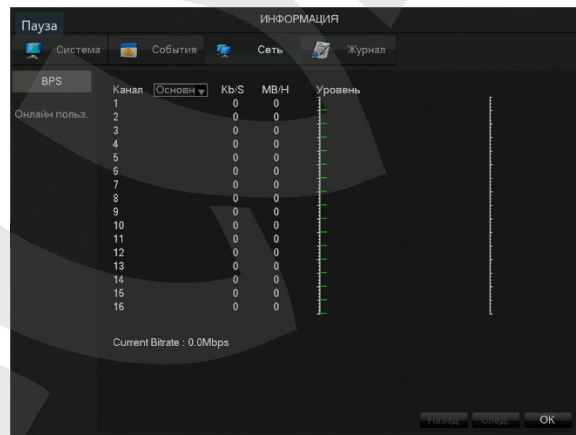 ИНФОРМАЦИЯ
Пауза
Система События Сеть Журнал
BPS
Онлайн польз.
Канал Основн Kb/S MB/H Уровень
1 0 0
2 0 0
3 0 0
4 0 0
5 0 0
6 0 0
7 0 0
8 0 0
9 0 0
10 0 0
11 0 0
12 0 0
13 0 0
14 0 0
15 0 0
16 0 0
Current Bitrate : 0.0Mbps
Назад След. OK